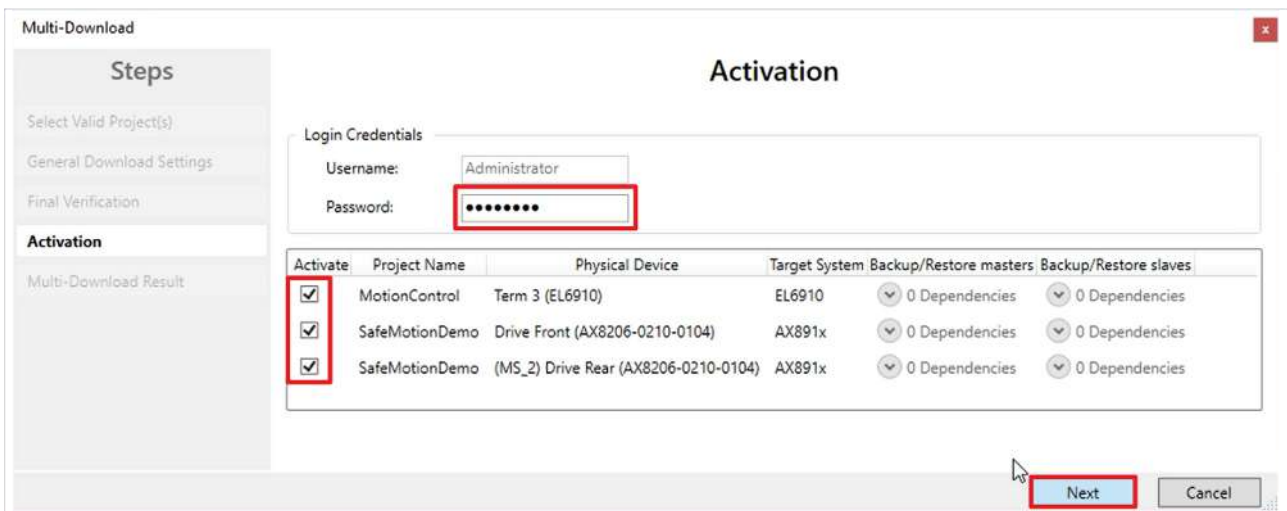 Multi-Download
x
Steps
Activation
Select Valid Project(s)
General Download Settings
Final Verification
Activation
Multi-Download Result
Login Credentials
Username: Administrator
Password: ●●●●●●●●
Activate Project Name Physical Device Target System Backup/Restore masters Backup/Restore slaves
MotionControl Term 3 (EL6910) EL6910 0 Dependencies 0 Dependencies
SafeMotionDemo Drive Front (AX8206-0210-0104) AX891x 0 Dependencies 0 Dependencies
SafeMotionDemo (MS_2) Drive Rear (AX8206-0210-0104) AX891x 0 Dependencies 0 Dependencies
Next Cancel